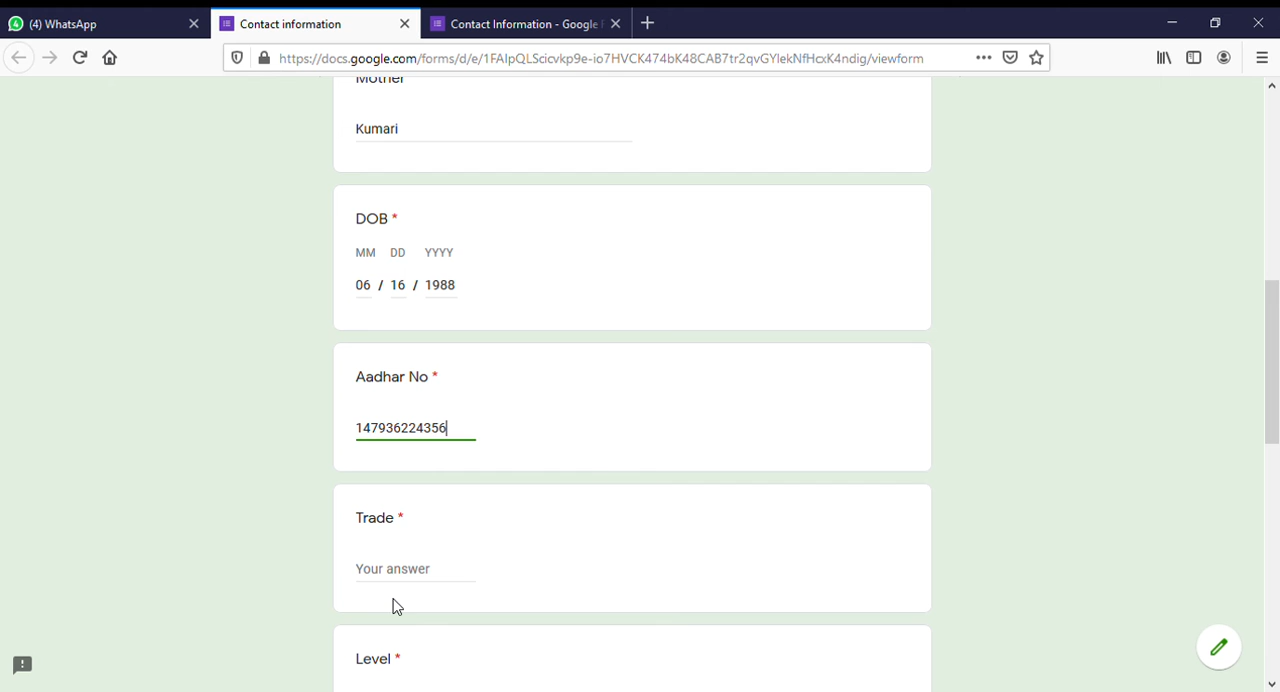 (4) WhatsApp
Contact information
Contact Information - Google F
https://docs.google.com/forms/d/e/1FAIpQLScicvkp9e-io7HVCK474bK48CAB7tr2qvGYlekNfHcxK4ndig/viewform
Mother
Kumari
DOB *
MM DD YYYY
06 / 16 / 1988
Aadhar No *
147936224356
Trade *
Your answer
Level *